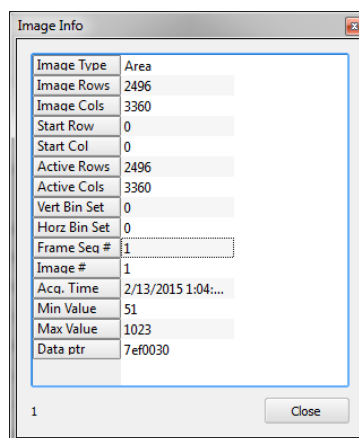 Image Info
Image Type Area
Image Rows 2496
Image Cols 3360
Start Row 0
Start Col 0
Active Rows 2496
Active Cols 3360
Vert Bin Set 0
Horz Bin Set 0
Frame Seq # 1
Image # 1
Acq. Time 2/13/2015 1:04:...
Min Value 51
Max Value 1023
Data ptr 7ef0030
1 Close